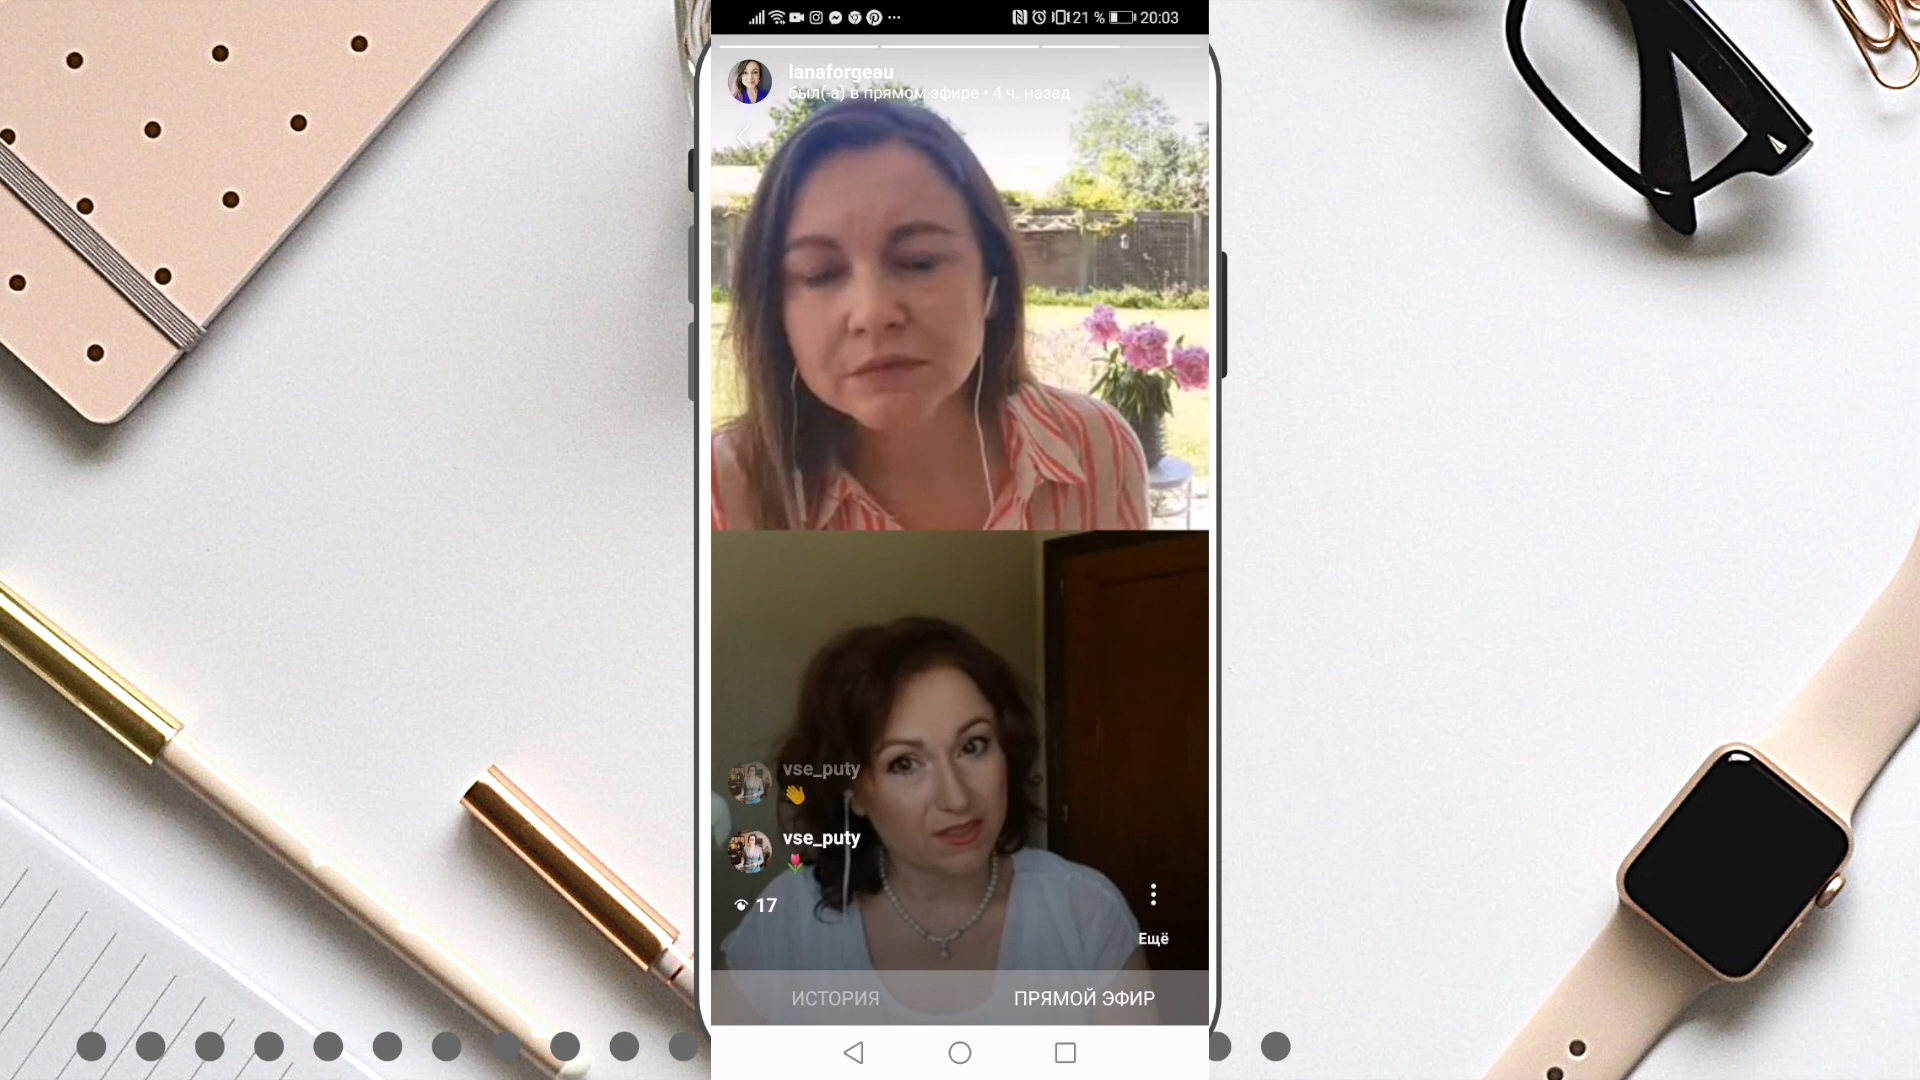 21 %
20:03
lanaforgeau
был(-а) в прямом эфире • 4 ч. назад
vse_puty
vse_puty
17
Ещё
ИСТОРИЯ
ПРЯМОЙ ЭФИР